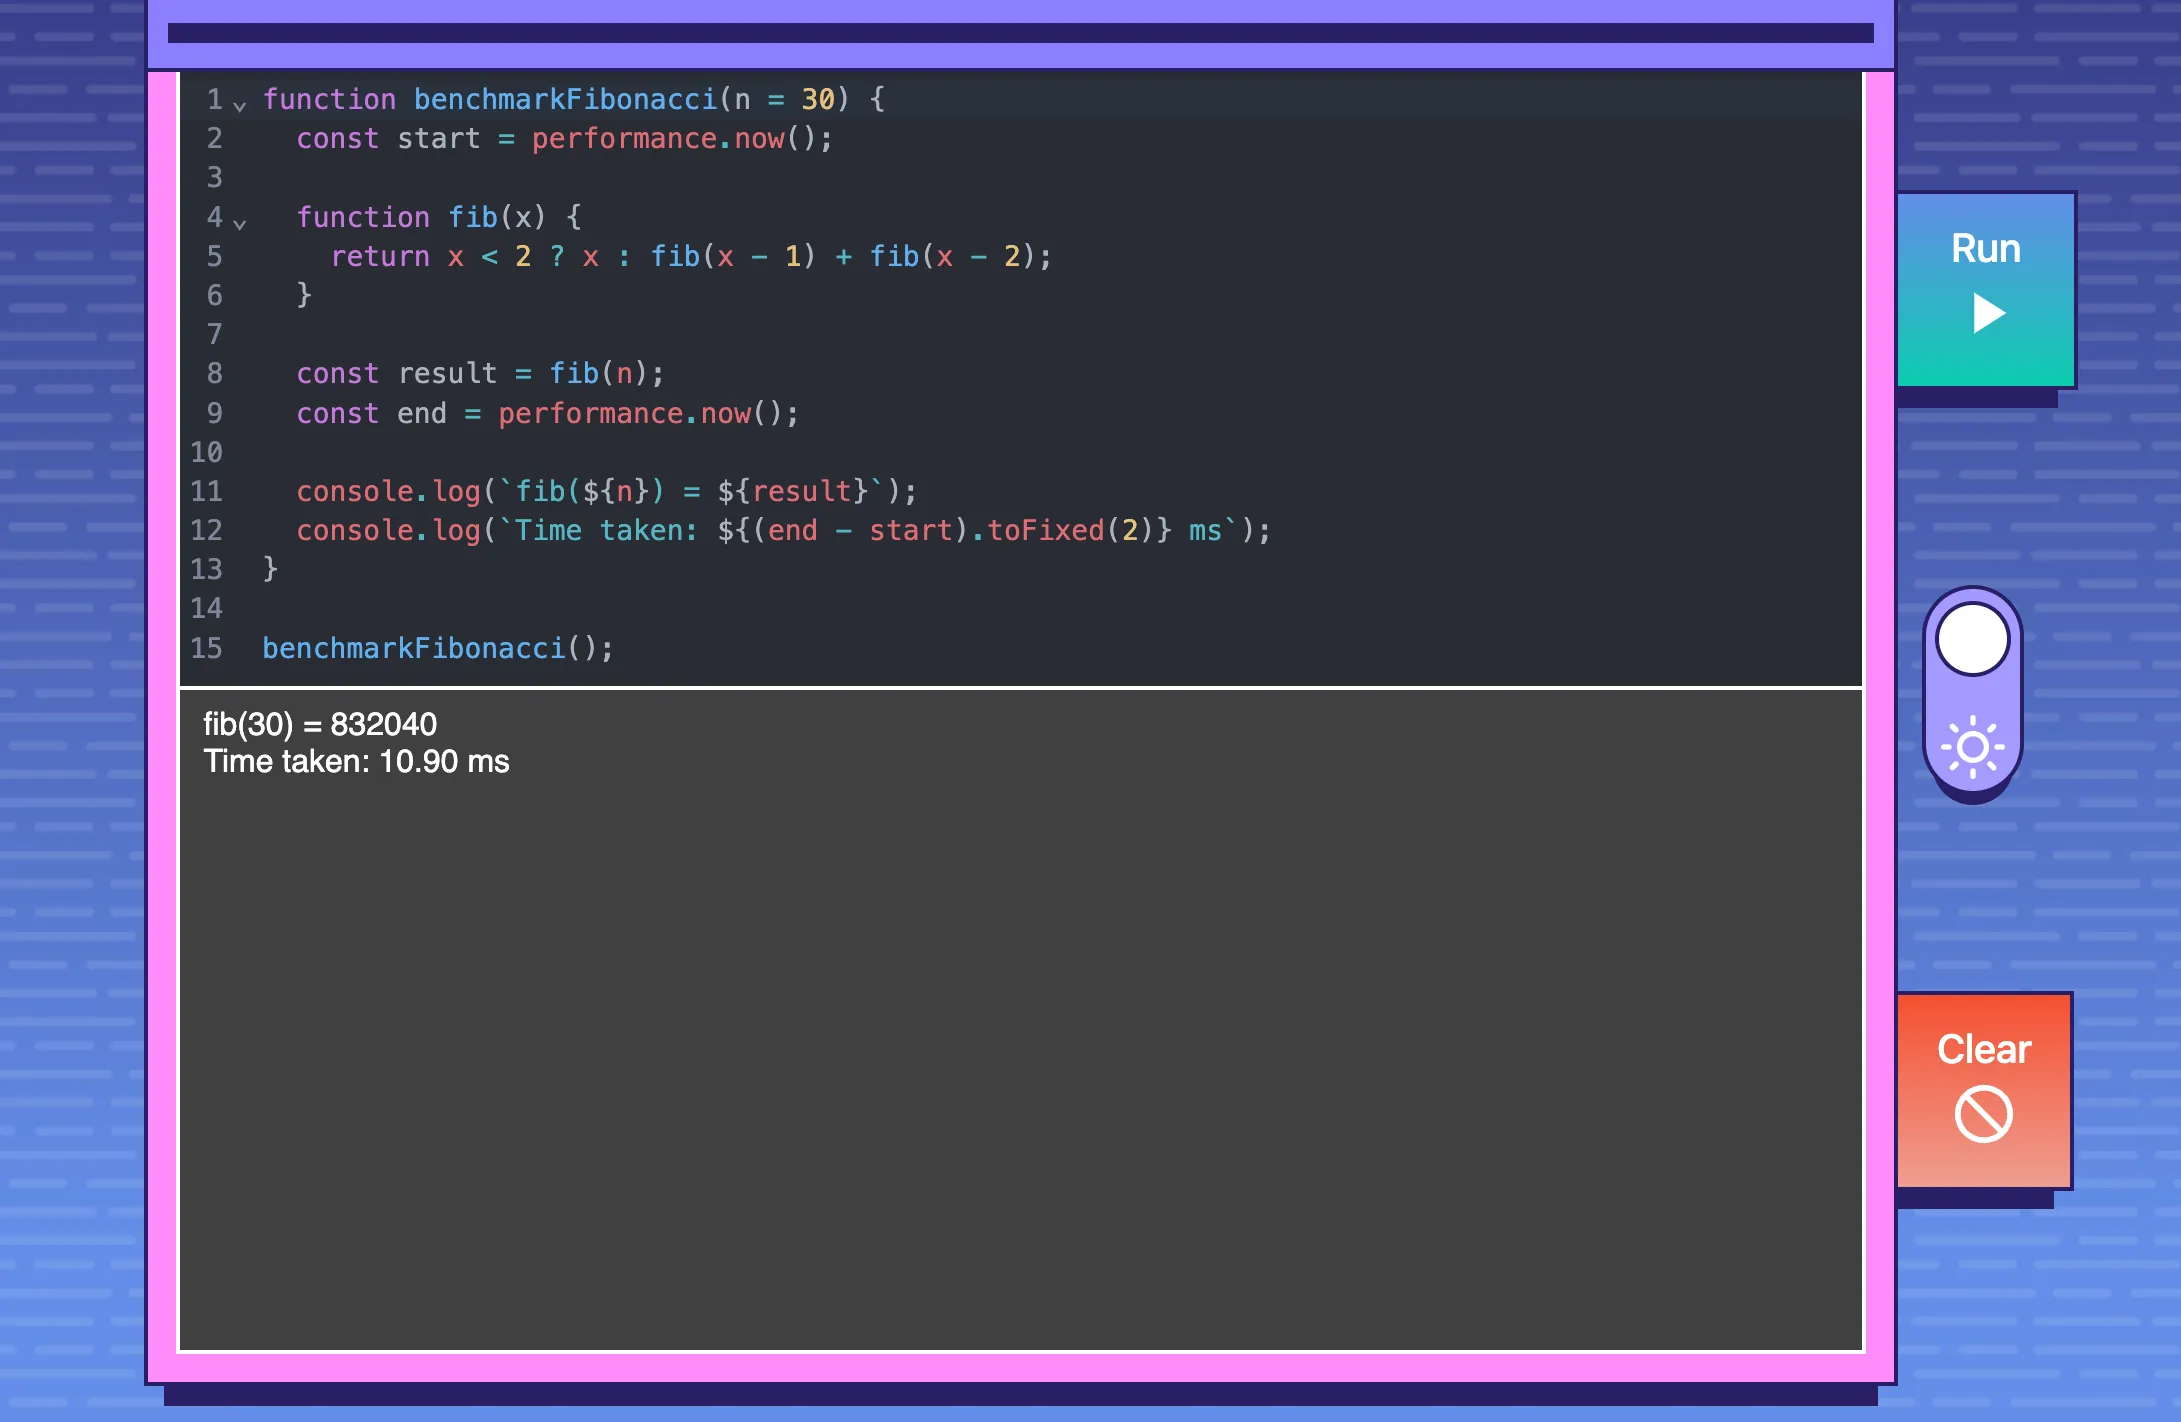 1 function benchmarkFibonacci(n = 30) {
2   const start = performance.now();
3
4   function fib(x) {
5     return x < 2 ? x : fib(x - 1) + fib(x - 2);
6   }
7
8   const result = fib(n);
9   const end = performance.now();
10
11   console.log(`fib(${n}) = ${result}`);
12   console.log(`Time taken: ${(end - start).toFixed(2)} ms`);
13 }
14
15 benchmarkFibonacci();
fib(30) = 832040
Time taken: 10.90 ms
Run
Clear